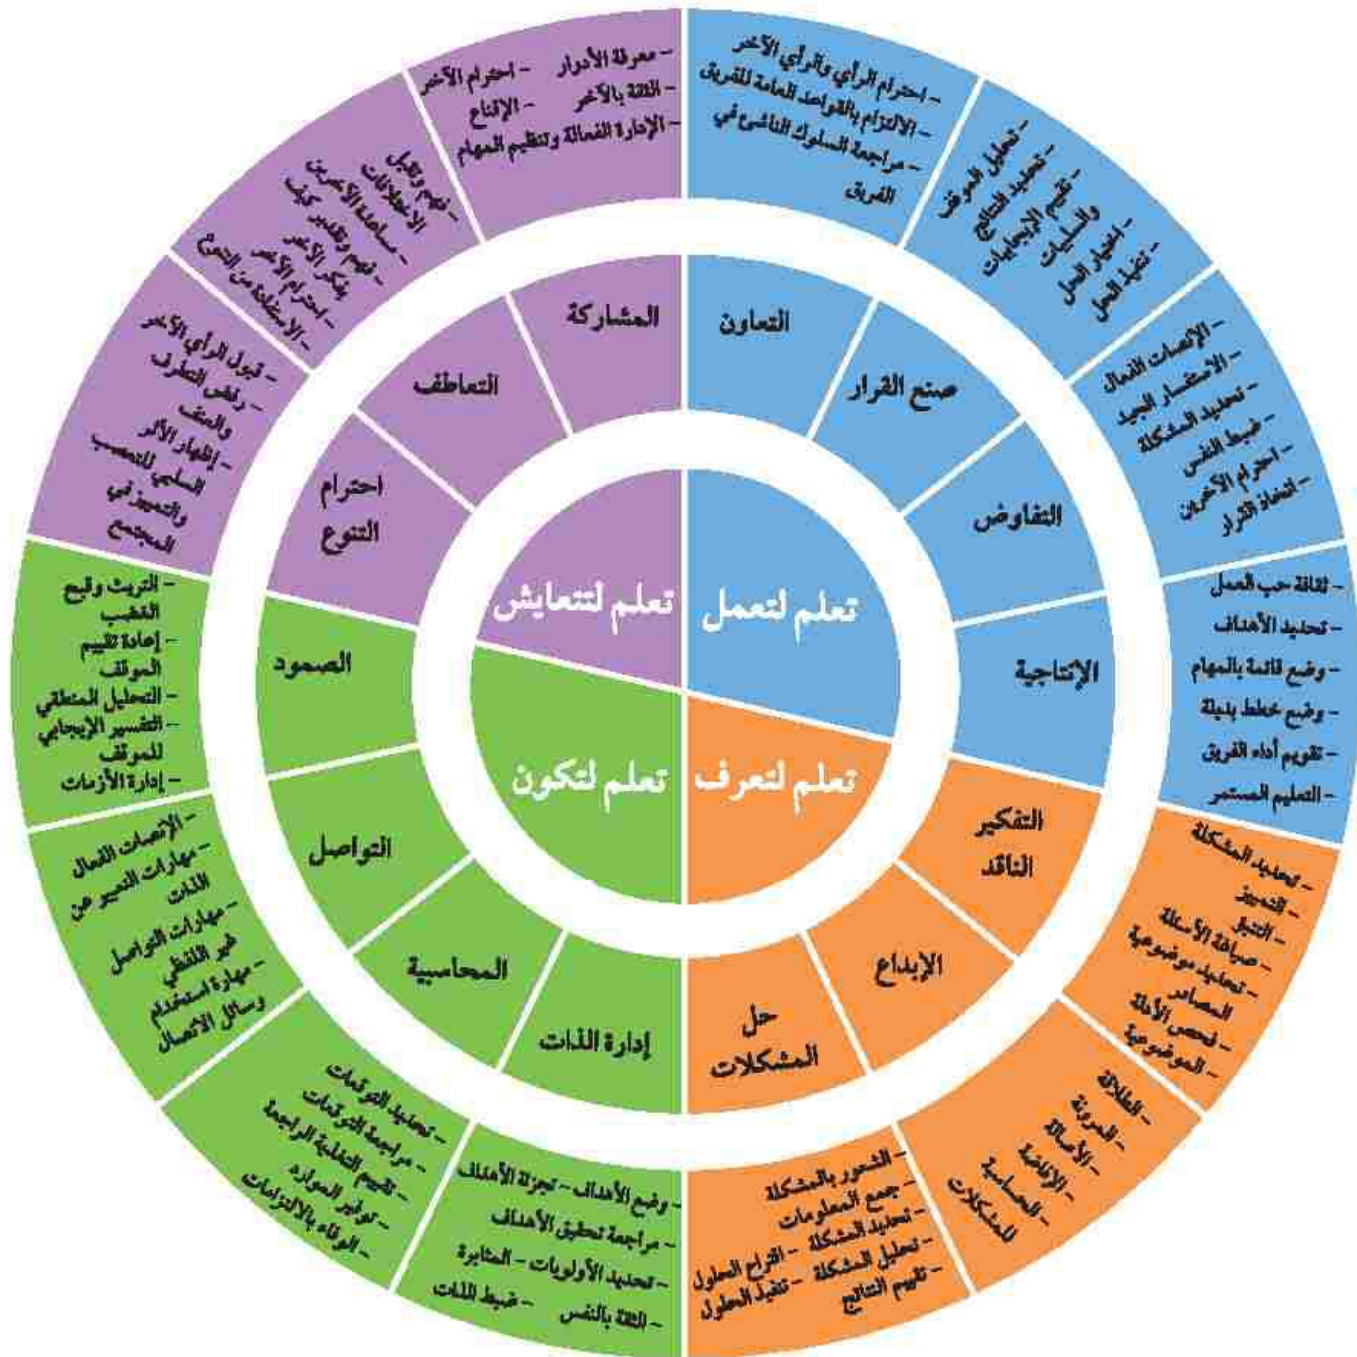 تعلم لتعمل
تعلم لتتعايش
تعلم لتعرف
تعلم لتكون
التعاون
صنع القرار
التفاوض
الإنتاجية
التفكير
الناقد
الإبداع
حل
المشكلات
إدارة الذات
المحاسبية
التواصل
الصمود
احترام
التنوع
التعاطف
المشاركة
- احترام الرأي والرأي الآخر
- الالتزام بالقواعد العامة للفريق
- مراجعة السلوك الناشئ في
الفريق
- تحليل الموقف
- تحديد النتائج
- وضع الإيجابيات
والسلبيات
- اختيار الحل
- تنفيذ الحل
- الإنصات الفعال
- الاستفسار الجيد
- تحديد المشكلة
- ضبط النفس
- احترام الآخرين
- اتخاذ القرار
- ثقافة حب العمل
- تحديد الأهداف
- وضع قائمة بالمهام
- وضع خطط بديلة
- تقويم أداء الفريق
- التعليم المستمر
- تحديد المشكلة
- التمييز
- التنبؤ
- صياغة الأسئلة
- تحديد موضوعية
المصادر
- فحص الأدلة
- الموضوعية
- الطلاقة
- المرونة
- الأصالة
- الإفاضة
- الحساسية
للمشكلات
- الشعور بالمشكلة
- جمع المعلومات
- تحديد المشكلة - اقتراح الحلول
- تحليل المشكلة - تنفيذ الحلول
- تقييم النتائج
- وضع الأهداف - تجزئة الأهداف
- مراجعة تحقيق الأهداف
- تحديد الأولويات - المثابرة
- الثقة بالنفس - ضبط الذات
- تحديد التوقعات
- مراجعة التوقعات
- تقييم التغذية الراجعة
- توفير الموارد
- الوفاء بالالتزامات
- الإنصات الفعال
- مهارات التعبير عن
الذات
- مهارات التواصل
غير اللفظي
- مهارة استخدام
وسائل الاتصال
- التريث وقبح
الغضب
- إعادة تقييم
الموقف
- التحليل المنطقي
- التفسير الإيجابي
للموقف
- إدارة الأزمات
- قبول الرأي الآخر
- رفض التطرف
والعنف
- إظهار الأثر
السلبي للتعصب
والتمييز في
المجتمع
- فهم وتقبل
الاختلافات
- مساعدة الآخرين
- فهم وتقدير كيف
يفكر الآخر
- احترام الآخر
- الاستفادة من التنوع
- معرفة الأدوار - احترام الآخر
- الثقة بالآخر - الإقناع
- الإدارة الفعالة وتنظيم المهام